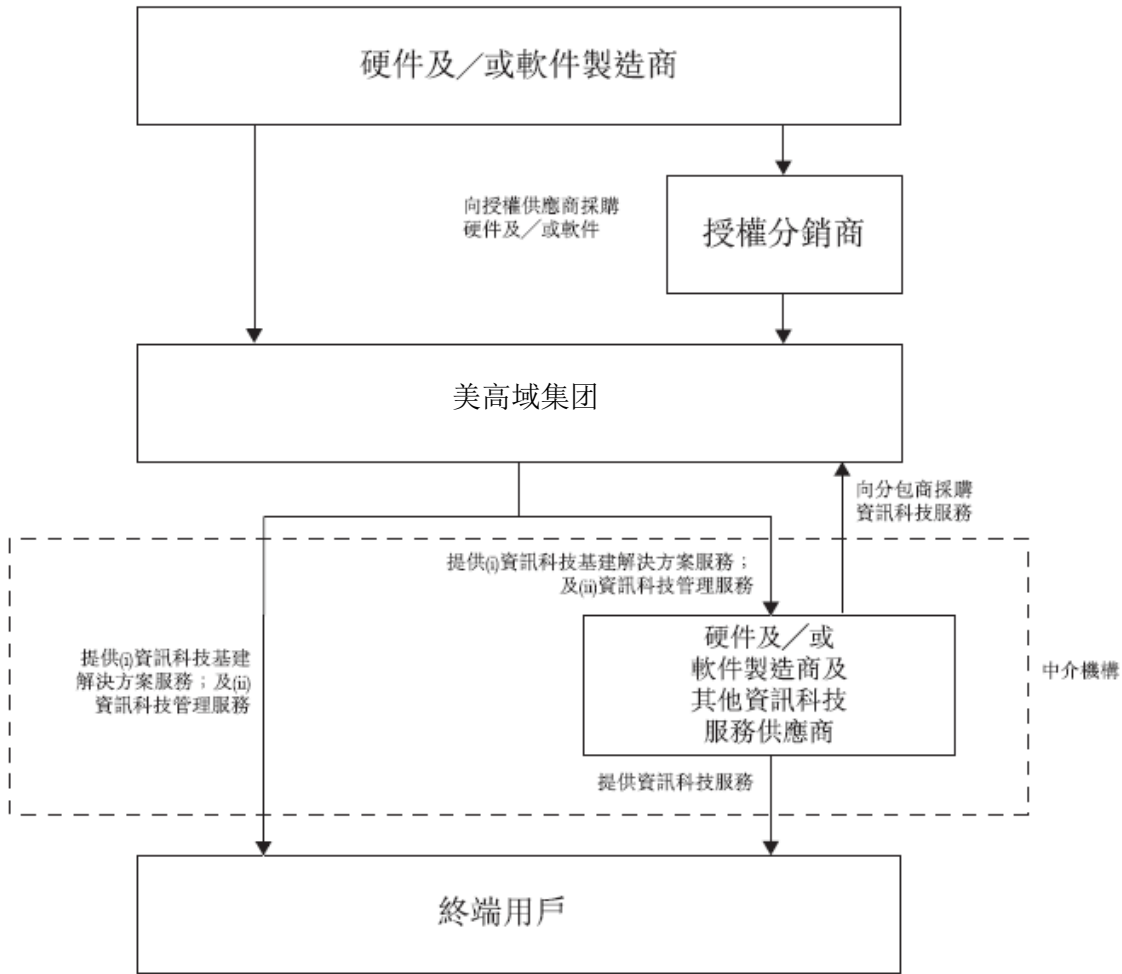 硬件及／或軟件製造商
向授權供應商採購
硬件及／或軟件
授權分銷商
美高域集团
向分包商採購
資訊科技服務
提供(i)資訊科技基建解決方案服務；
及(ii)資訊科技管理服務
提供(i)資訊科技基建
解決方案服務；及(ii)
資訊科技管理服務
硬件及／或
軟件製造商及
其他資訊科技
服務供應商
中介機構
提供資訊科技服務
終端用戶